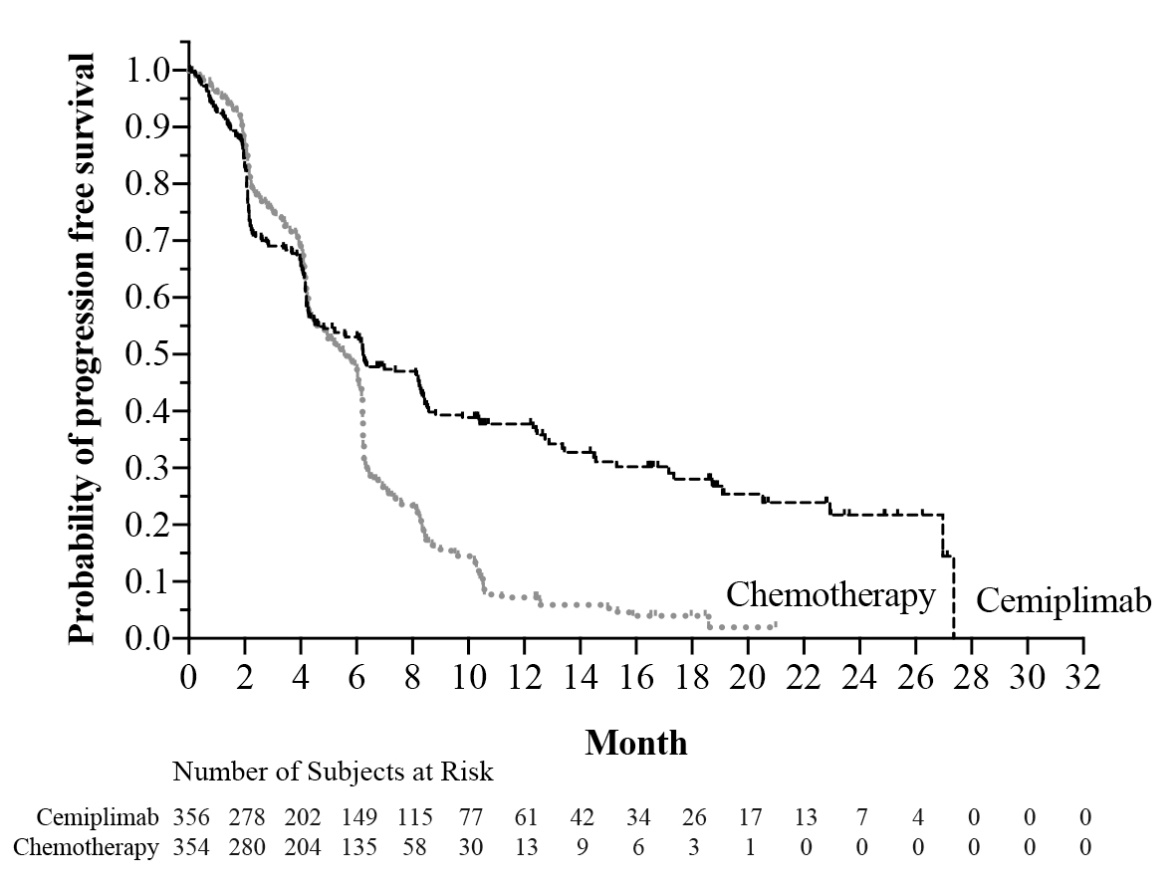 Probability of progression free survival
1.0
0.9
0.8
0.7
0.6
0.5
0.4
0.3
0.2
0.1
0.0
Chemotherapy
Cemiplimab
0 2 4 6 8 10 12 14 16 18 20 22 24 26 28 30 32
Month
Number of Subjects at Risk
Cemiplimab 356 278 202 149 115 77 61 42 34 26 17 13 7 4 0 0 0
Chemotherapy 354 280 204 135 58 30 13 9 6 3 1 0 0 0 0 0 0